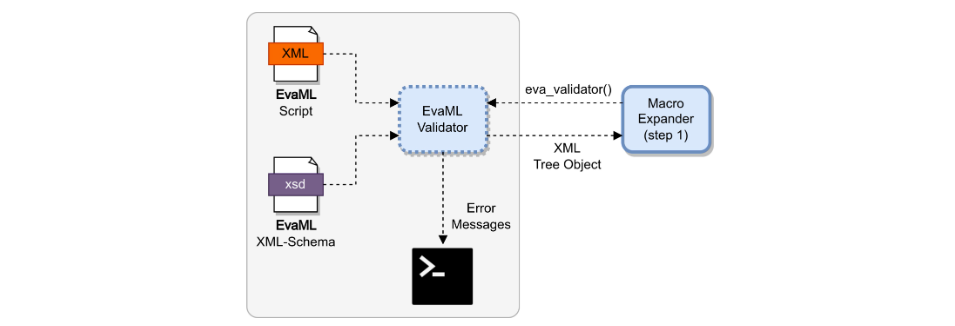 XML
EvaML
Script
xsd
EvaML
XML-Schema
EvaML
Validator
eva_validator()
XML
Tree Object
Macro
Expander
(step 1)
Error
Messages
>_